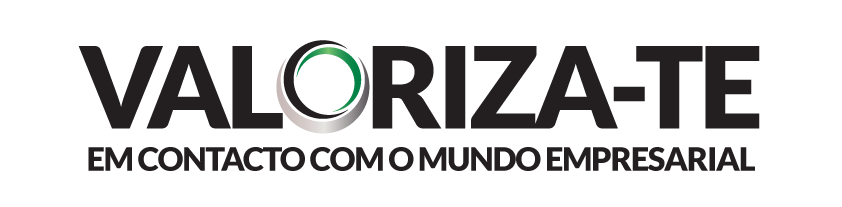 VALORIZA-TE
EM CONTACTO COM O MUNDO EMPRESARIAL